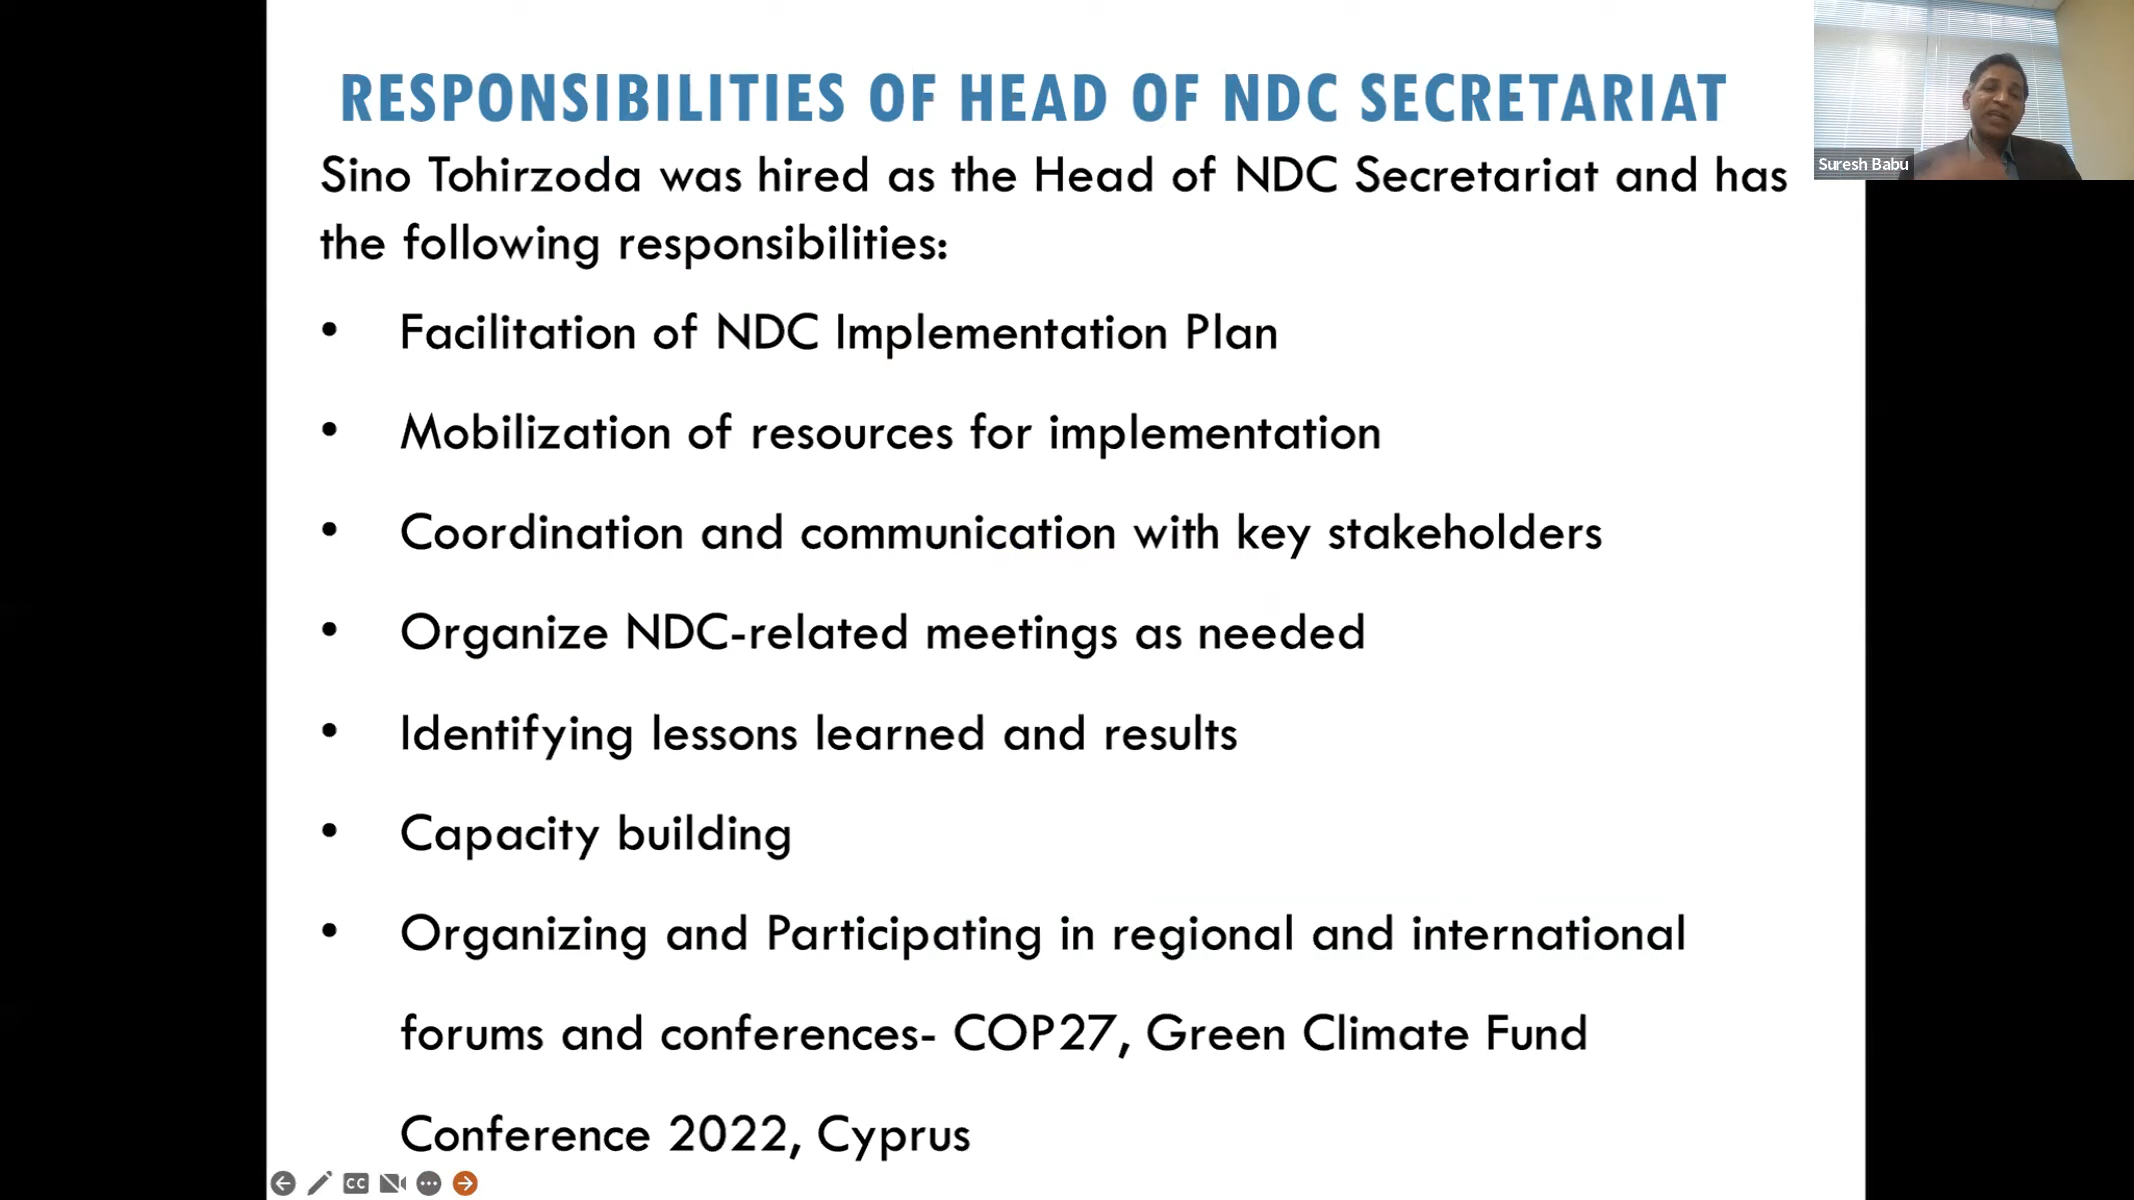 RESPONSIBILITIES OF HEAD OF NDC SECRETARIAT
Sino Tohirzoda was hired as the Head of NDC Secretariat and has
the following responsibilities:
• Facilitation of NDC Implementation Plan
• Mobilization of resources for implementation
• Coordination and communication with key stakeholders
• Organize NDC-related meetings as needed
• Identifying lessons learned and results
• Capacity building
• Organizing and Participating in regional and international
forums and conferences- COP27, Green Climate Fund
Conference 2022, Cyprus
Suresh Babu
CC